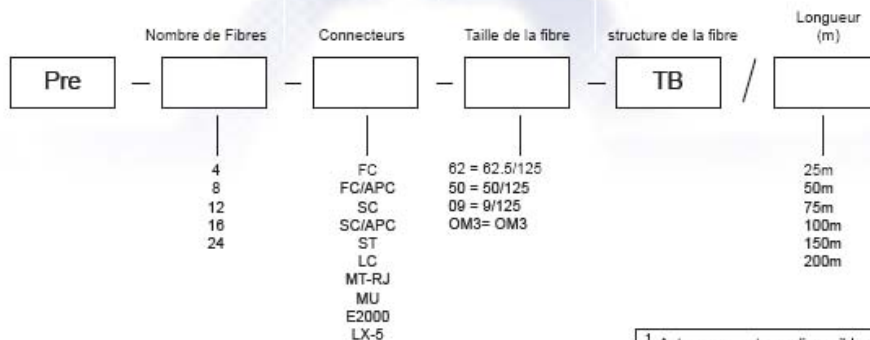 Nombre de Fibres
Connecteurs
Taille de la fibre
structure de la fibre
Longueur
(m)
Pre – – – – TB /
4
8
12
16
24
FC
FC/APC
SC
SC/APC
ST
LC
MT-RJ
MU
E2000
LX-5
62 = 62.5/125
50 = 50/125
09 = 9/125
OM3= OM3
25m
50m
75m
100m
150m
200m
1